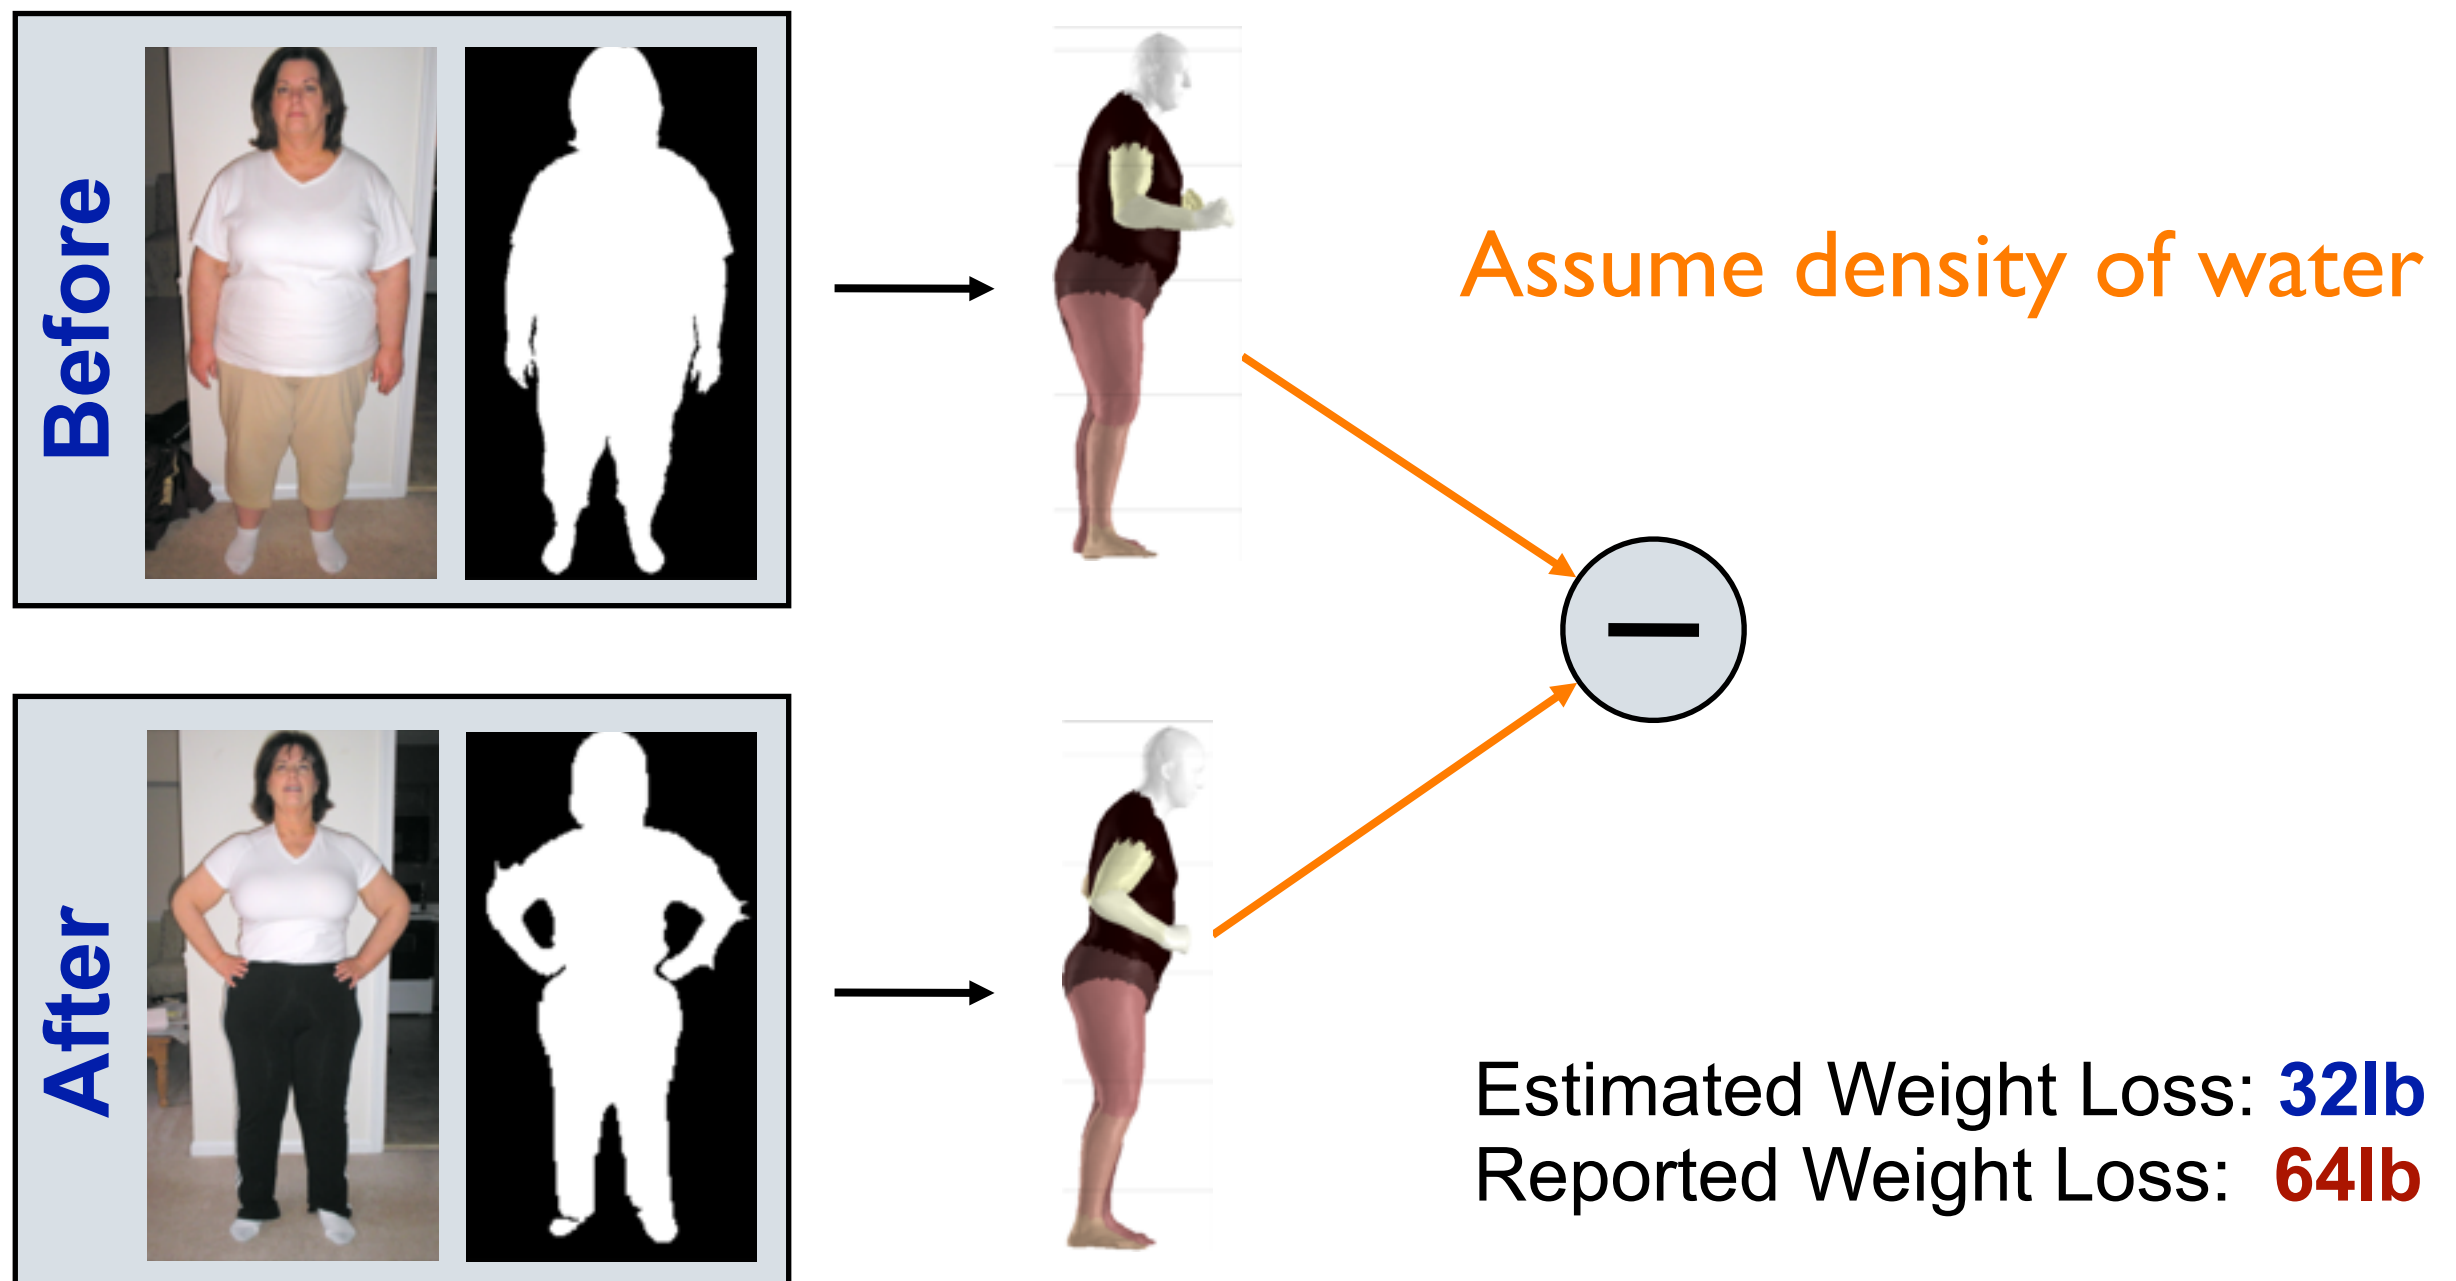 Before
Assume density of water
After
Estimated Weight Loss: 32lb
Reported Weight Loss: 64lb